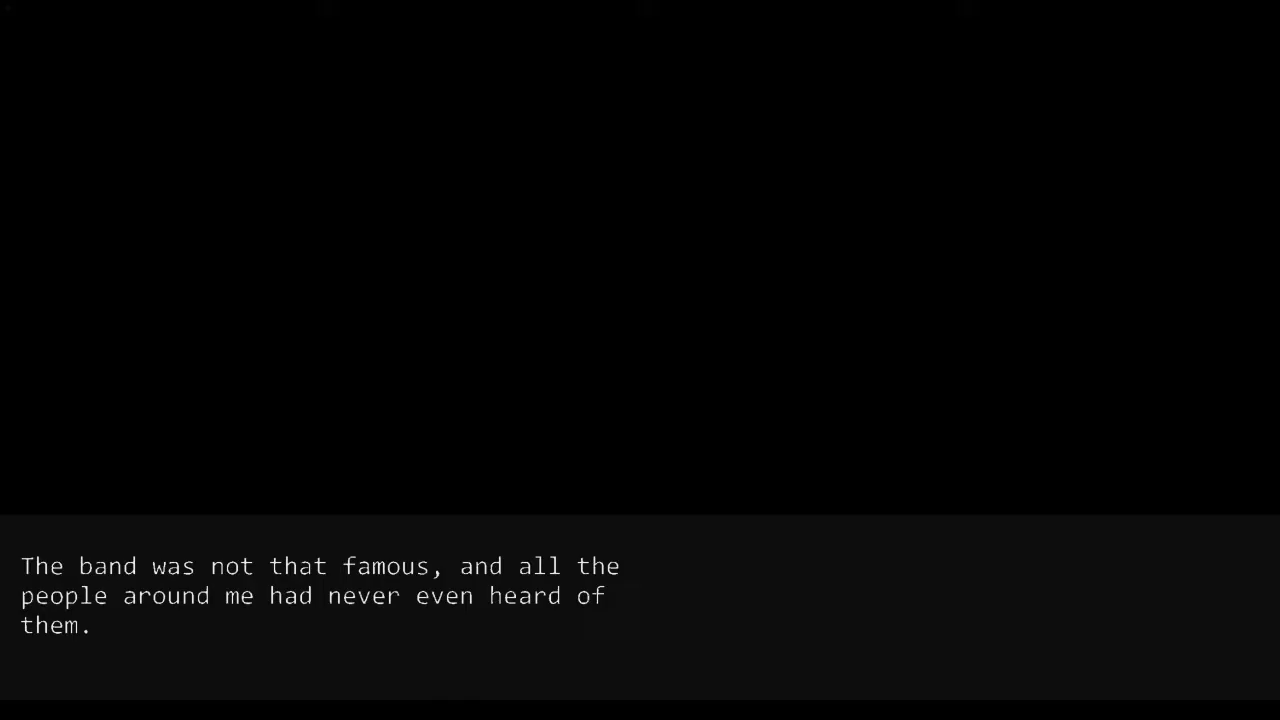 The band was not that famous, and all the
people around me had never even heard of
them.